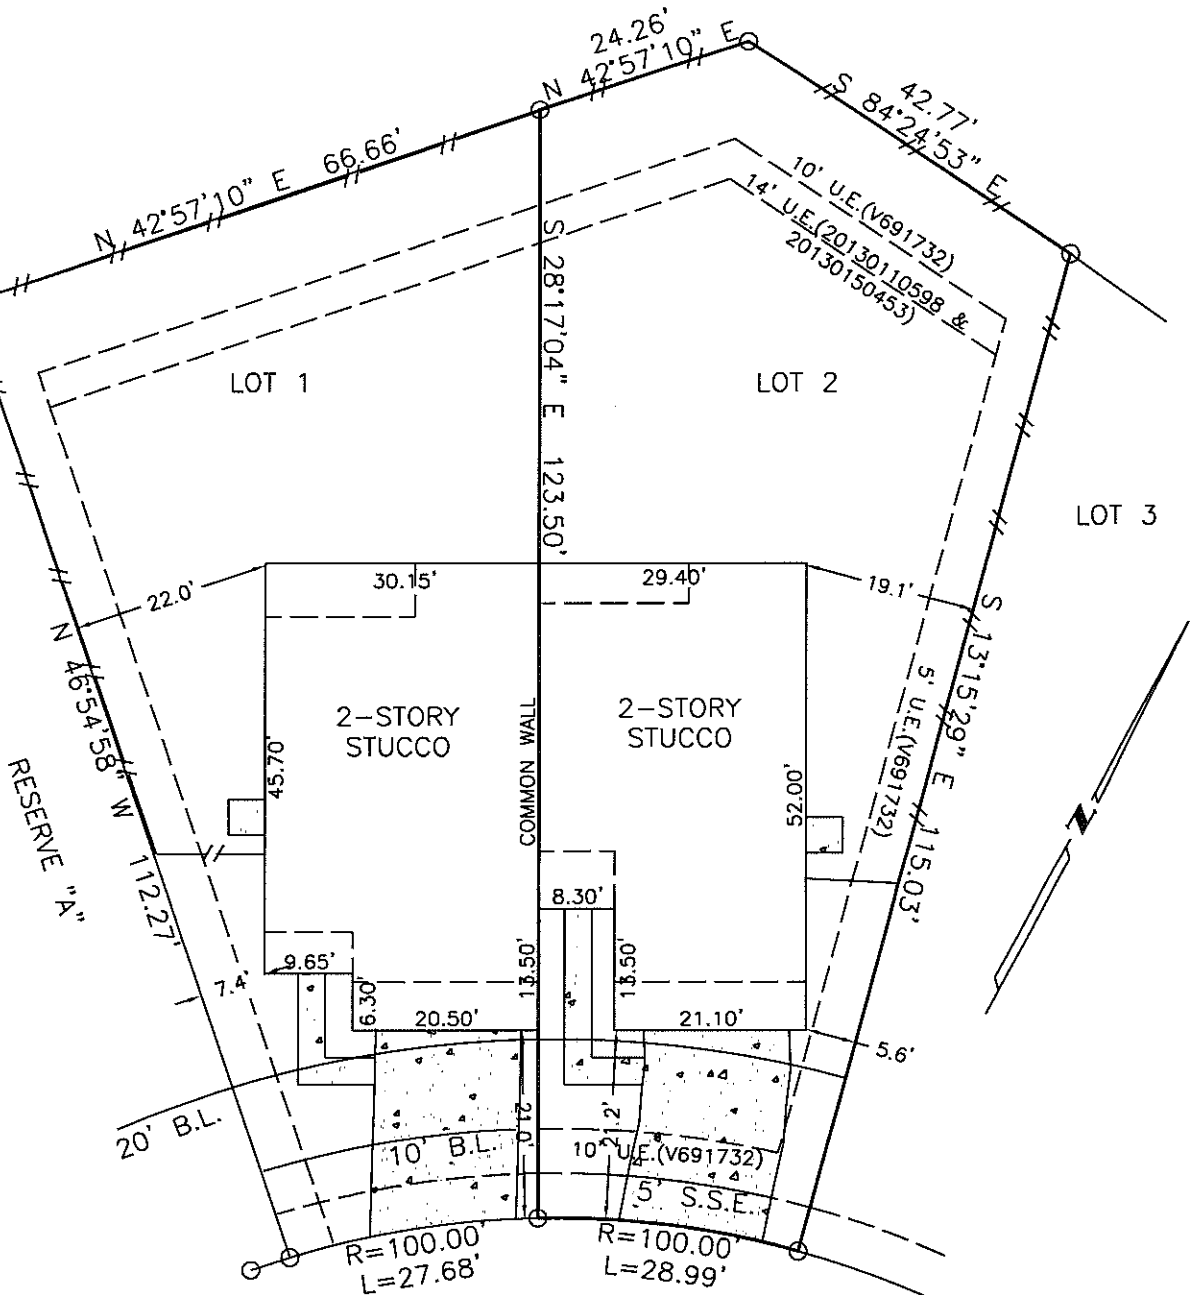 24.26'
N 42°57'10" E
42.77'
S 84°24'53" E
N 42°57'10" E 66.66'
10' U.E.(V691732)
14' U.E.(20130110598 &
20130150453)
S 28°17'04" E 123.50'
LOT 1
LOT 2
LOT 3
30.15'
29.40'
22.0'
19.1'
N 46°54'58" W 112.27'
S 13°15'29" E 115.03'
5' U.E.(V691732)
2-STORY
STUCCO
2-STORY
STUCCO
COMMON WALL
45.70'
52.00'
RESERVE "A"
N
8.30'
9.65'
13.50'
13.50'
7.4'
6.30'
20.50'
21.10'
5.6'
20' B.L.
21.0'
21.2'
10' B.L.
10' U.E.(V691732)
5' S.S.E.
R=100.00'
L=27.68'
R=100.00'
L=28.99'